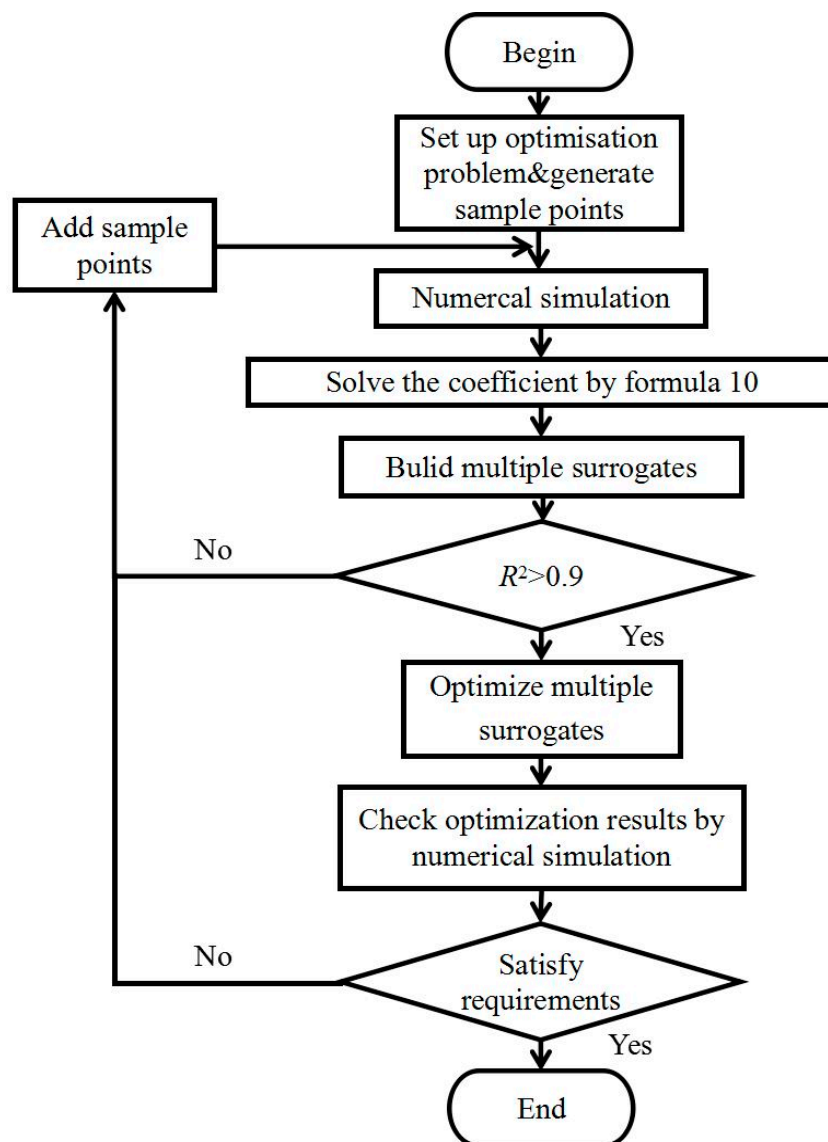 Begin
Set up optimisation
problem&generate
sample points
Add sample
points
Numercal simulation
Solve the coefficient by formula 10
Bulid multiple surrogates
No
R²>0.9
Yes
Optimize multiple
surrogates
Check optimization results by
numerical simulation
No
Satisfy
requirements
Yes
End